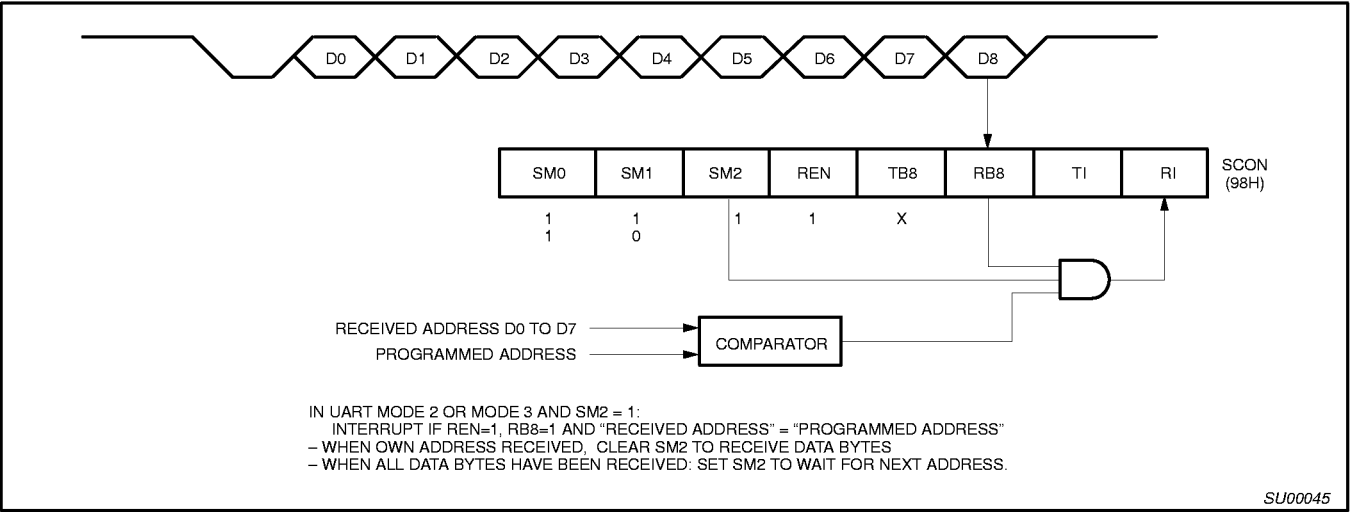 D0 D1 D2 D3 D4 D5 D6 D7 D8
SM0 SM1 SM2 REN TB8 RB8 TI RI
SCON
(98H)
1 1 1 1 X
1 0
RECEIVED ADDRESS D0 TO D7
PROGRAMMED ADDRESS
COMPARATOR
IN UART MODE 2 OR MODE 3 AND SM2 = 1:
INTERRUPT IF REN=1, RB8=1 AND “RECEIVED ADDRESS” = “PROGRAMMED ADDRESS”
– WHEN OWN ADDRESS RECEIVED, CLEAR SM2 TO RECEIVE DATA BYTES
– WHEN ALL DATA BYTES HAVE BEEN RECEIVED: SET SM2 TO WAIT FOR NEXT ADDRESS.
SU00045